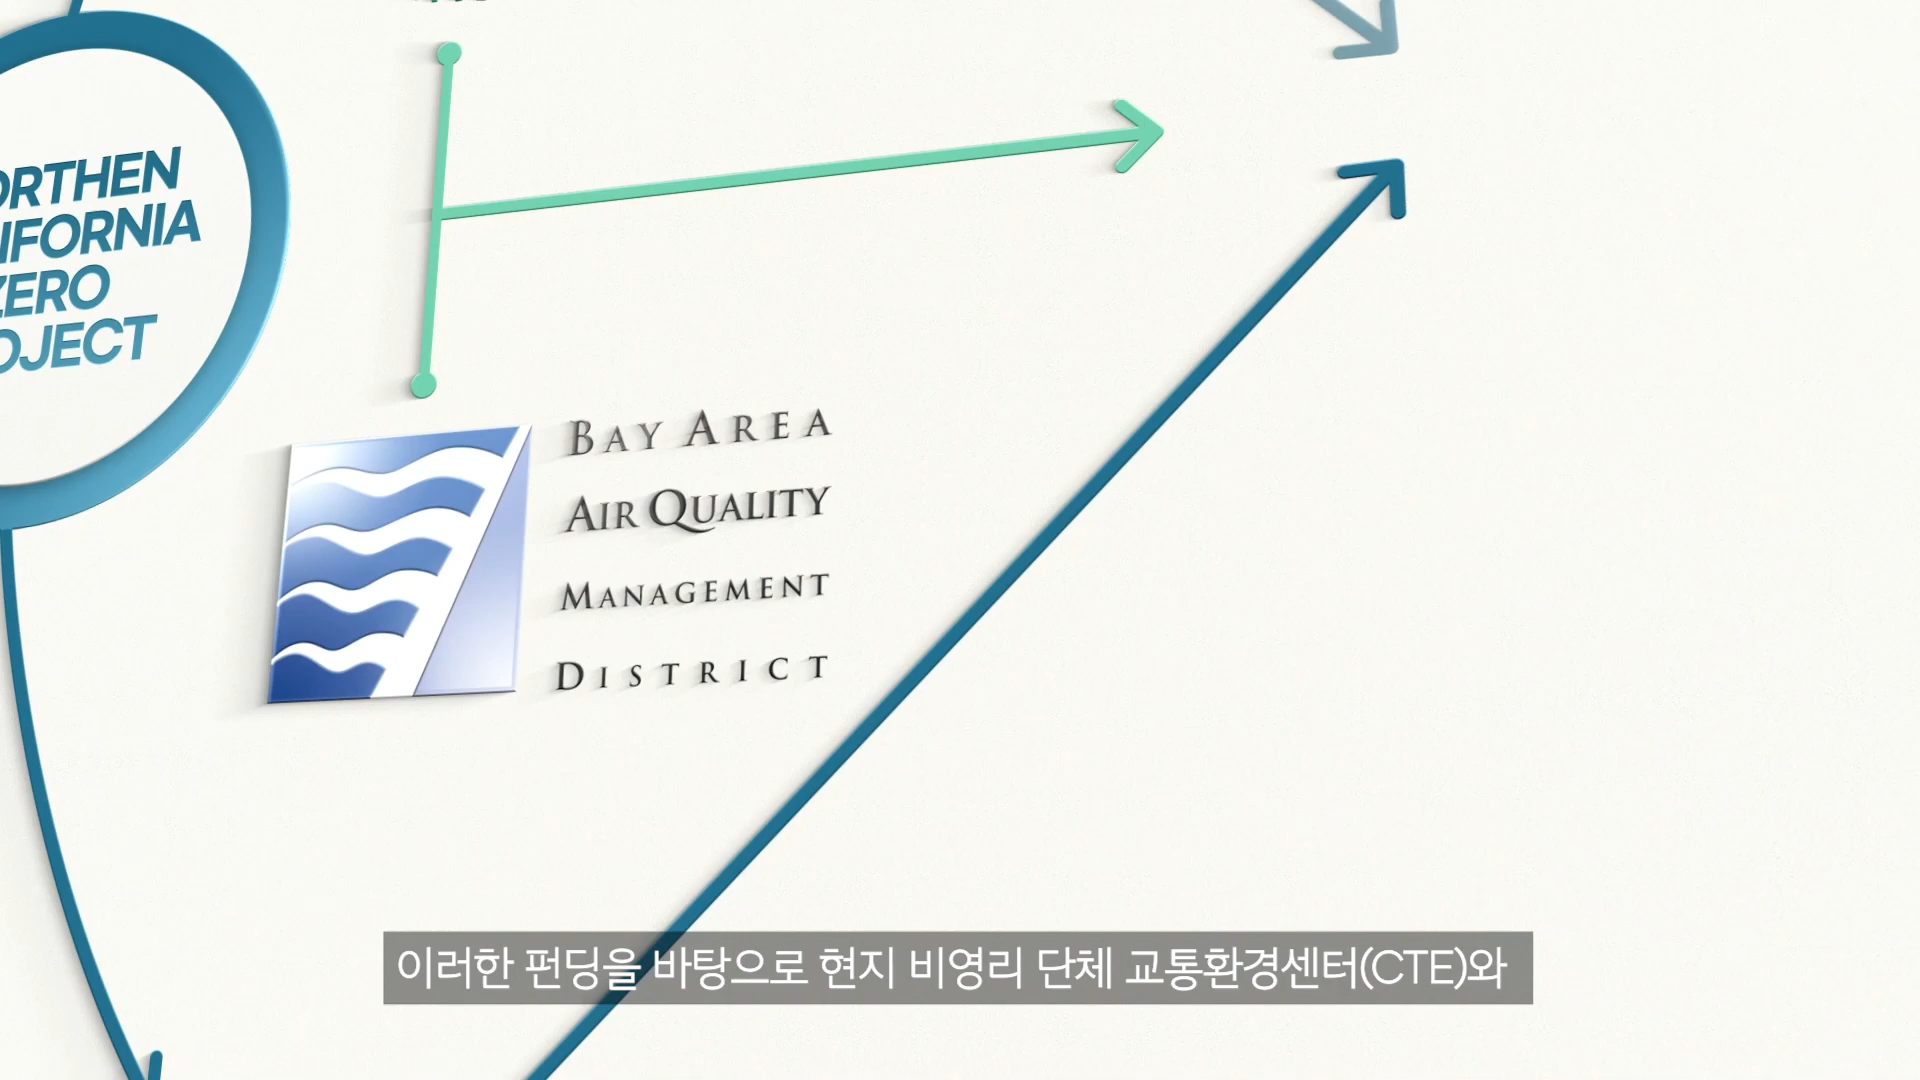 ORTHEN
IFORNIA
ZERO
OJECT
BAY AREA
AIR QUALITY
MANAGEMENT
DISTRICT
이러한 펀딩을 바탕으로 현지 비영리 단체 교통환경센터(CTE)와